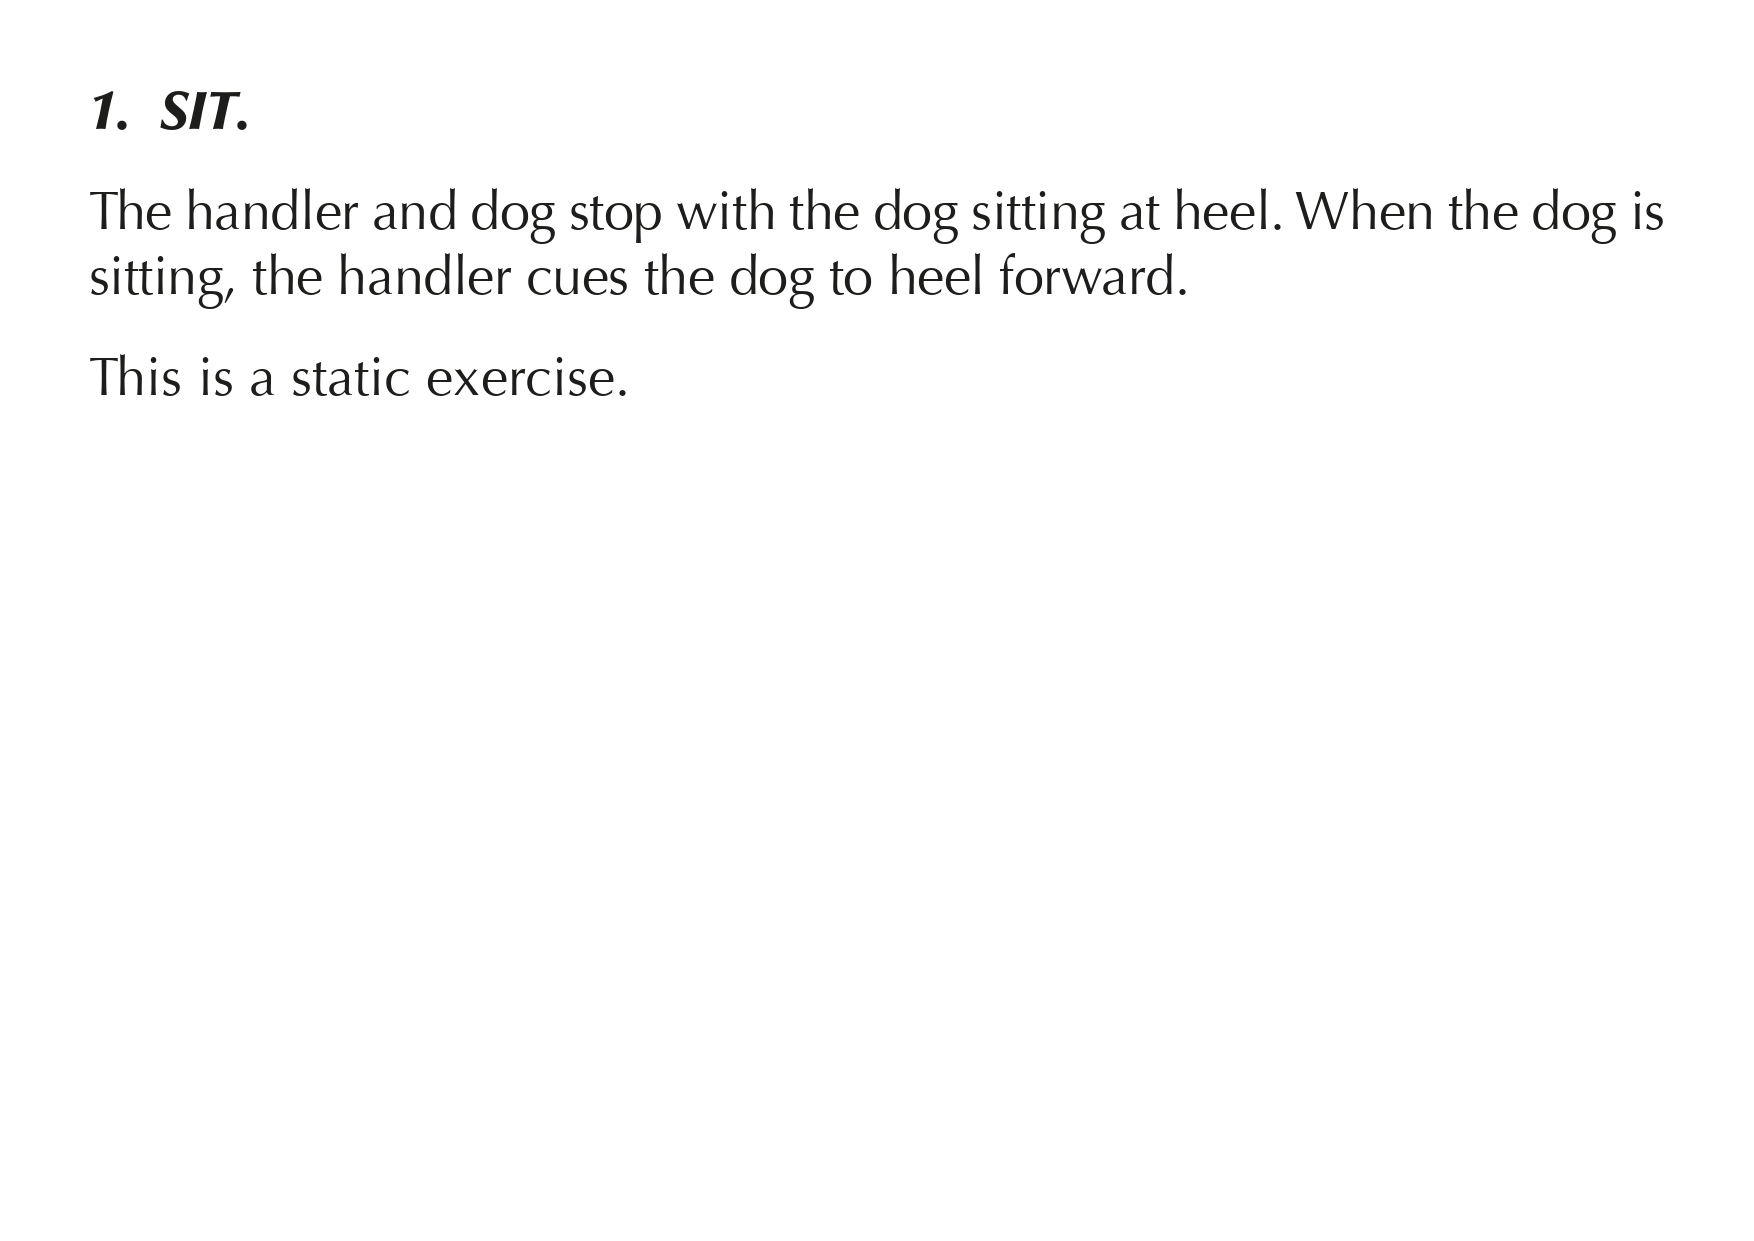 1. SIT.
The handler and dog stop with the dog sitting at heel. When the dog is
sitting, the handler cues the dog to heel forward.
This is a static exercise.